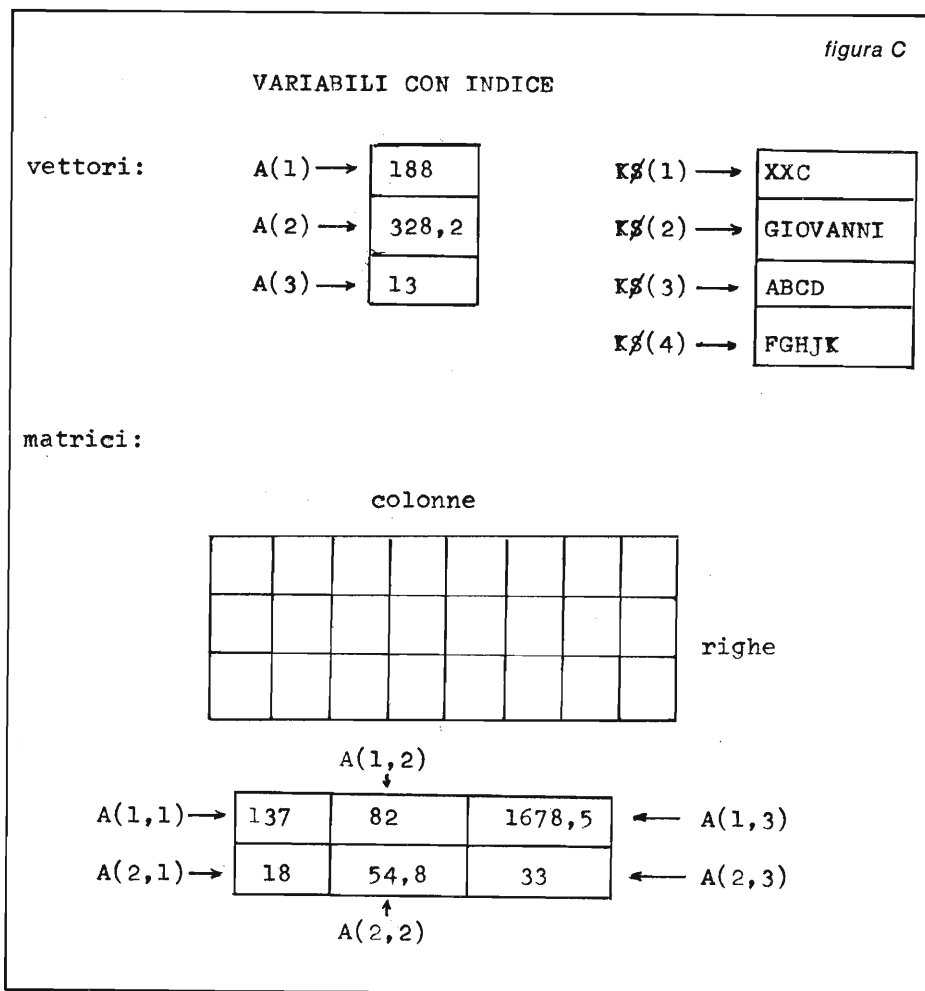 figura C
VARIABILI CON INDICE
vettori:
A(1) → 188
A(2) → 328,2
A(3) → 13
K$(1) → XXC
K$(2) → GIOVANNI
K$(3) → ABCD
K$(4) → FGHJK
matrici:
colonne
righe
A(1,2)
A(1,1) → 137 82 1678,5 ← A(1,3)
A(2,1) → 18 54,8 33 ← A(2,3)
A(2,2)